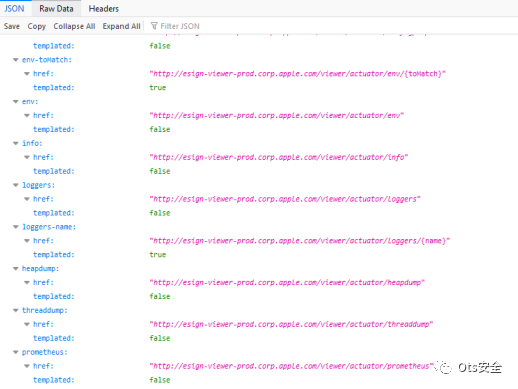 JSON Raw Data Headers
Save Copy Collapse All Expand All Filter JSON
templated: false
env-toMatch:
href: "http://esign-viewer-prod.corp.apple.com/viewer/actuator/env/{toMatch}"
templated: true
env:
href: "http://esign-viewer-prod.corp.apple.com/viewer/actuator/env"
templated: false
info:
href: "http://esign-viewer-prod.corp.apple.com/viewer/actuator/info"
templated: false
loggers:
href: "http://esign-viewer-prod.corp.apple.com/viewer/actuator/loggers"
templated: false
loggers-name:
href: "http://esign-viewer-prod.corp.apple.com/viewer/actuator/loggers/{name}"
templated: true
heapdump:
href: "http://esign-viewer-prod.corp.apple.com/viewer/actuator/heapdump"
templated: false
threaddump:
href: "http://esign-viewer-prod.corp.apple.com/viewer/actuator/threaddump"
templated: false
prometheus:
href: "http://esign-viewer-prod.corp.apple.com/viewer/actuator/prometheus"
templated: false
Ots安全